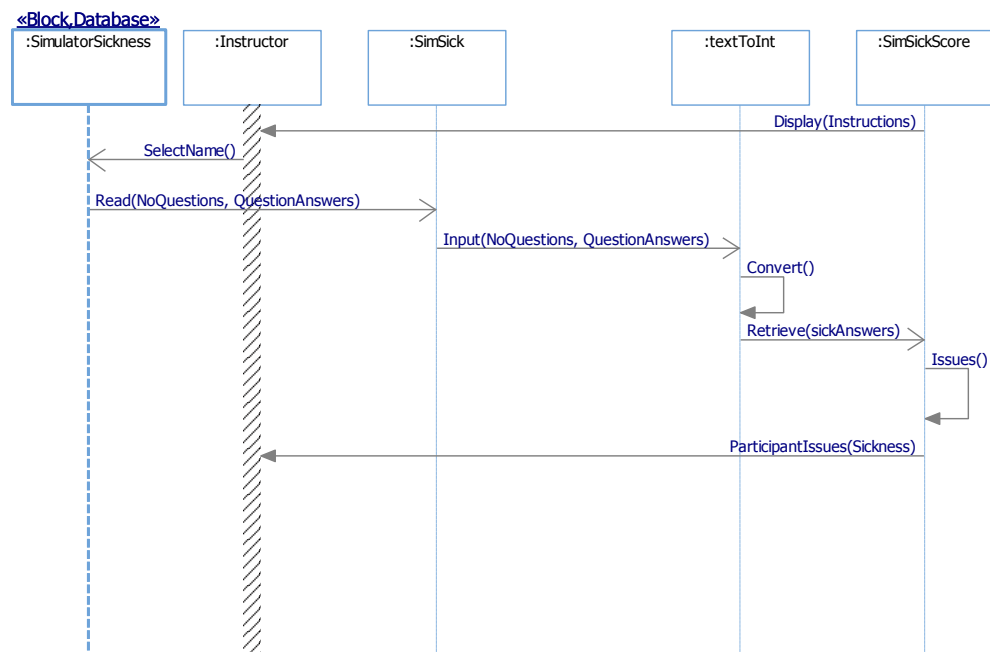 «Block,Database»
:SimulatorSickness
:Instructor
:SimSick
:textToInt
:SimSickScore
Display(Instructions)
SelectName()
Read(NoQuestions, QuestionAnswers)
Input(NoQuestions, QuestionAnswers)
Convert()
Retrieve(sickAnswers)
Issues()
ParticipantIssues(Sickness)